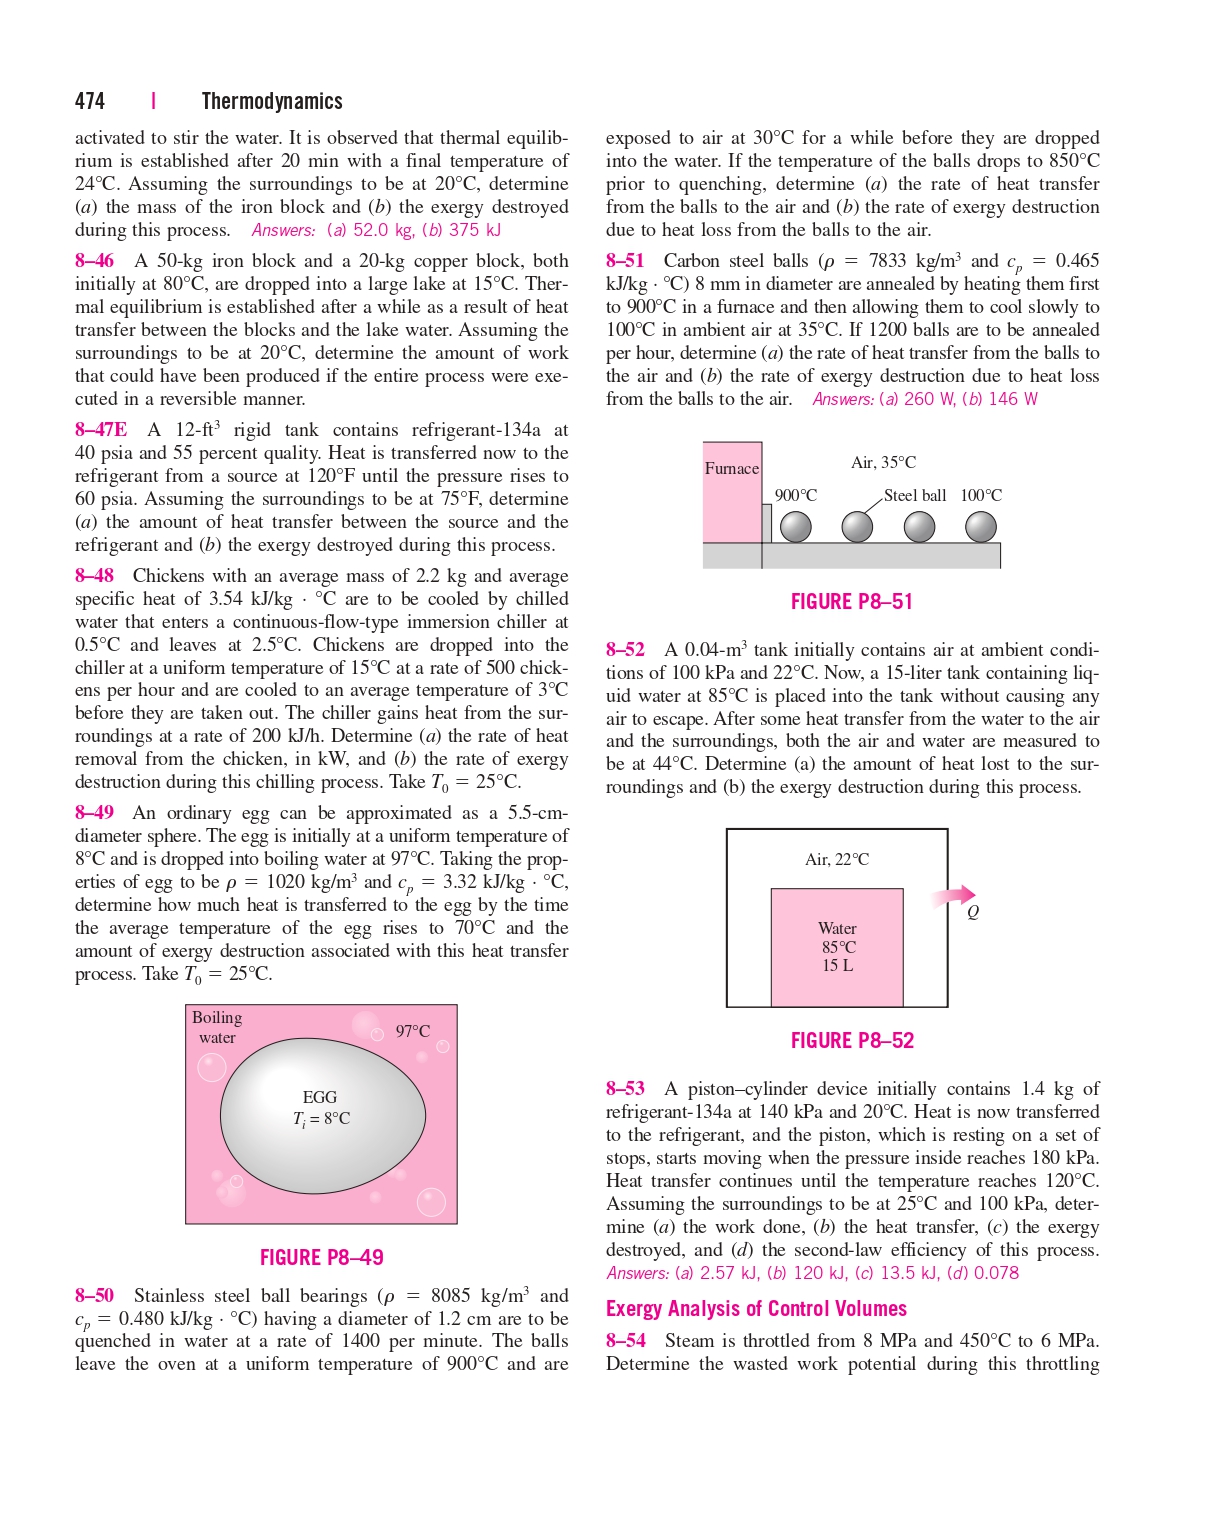 474 | Thermodynamics
activated to stir the water. It is observed that thermal equilib-
rium is established after 20 min with a final temperature of
24°C. Assuming the surroundings to be at 20°C, determine
(a) the mass of the iron block and (b) the exergy destroyed
during this process. Answers: (a) 52.0 kg, (b) 375 kJ
8–46 A 50-kg iron block and a 20-kg copper block, both
initially at 80°C, are dropped into a large lake at 15°C. Ther-
mal equilibrium is established after a while as a result of heat
transfer between the blocks and the lake water. Assuming the
surroundings to be at 20°C, determine the amount of work
that could have been produced if the entire process were exe-
cuted in a reversible manner.
8–47E A 12-ft³ rigid tank contains refrigerant-134a at
40 psia and 55 percent quality. Heat is transferred now to the
refrigerant from a source at 120°F until the pressure rises to
60 psia. Assuming the surroundings to be at 75°F, determine
(a) the amount of heat transfer between the source and the
refrigerant and (b) the exergy destroyed during this process.
8–48 Chickens with an average mass of 2.2 kg and average
specific heat of 3.54 kJ/kg · °C are to be cooled by chilled
water that enters a continuous-flow-type immersion chiller at
0.5°C and leaves at 2.5°C. Chickens are dropped into the
chiller at a uniform temperature of 15°C at a rate of 500 chick-
ens per hour and are cooled to an average temperature of 3°C
before they are taken out. The chiller gains heat from the sur-
roundings at a rate of 200 kJ/h. Determine (a) the rate of heat
removal from the chicken, in kW, and (b) the rate of exergy
destruction during this chilling process. Take T₀ = 25°C.
8–49 An ordinary egg can be approximated as a 5.5-cm-
diameter sphere. The egg is initially at a uniform temperature of
8°C and is dropped into boiling water at 97°C. Taking the prop-
erties of egg to be ρ = 1020 kg/m³ and cₚ = 3.32 kJ/kg · °C,
determine how much heat is transferred to the egg by the time
the average temperature of the egg rises to 70°C and the
amount of exergy destruction associated with this heat transfer
process. Take T₀ = 25°C.
Boiling
water
97°C
EGG
Tᵢ = 8°C
FIGURE P8–49
8–50 Stainless steel ball bearings (ρ = 8085 kg/m³ and
cₚ = 0.480 kJ/kg · °C) having a diameter of 1.2 cm are to be
quenched in water at a rate of 1400 per minute. The balls
leave the oven at a uniform temperature of 900°C and are
exposed to air at 30°C for a while before they are dropped
into the water. If the temperature of the balls drops to 850°C
prior to quenching, determine (a) the rate of heat transfer
from the balls to the air and (b) the rate of exergy destruction
due to heat loss from the balls to the air.
8–51 Carbon steel balls (ρ = 7833 kg/m³ and cₚ = 0.465
kJ/kg · °C) 8 mm in diameter are annealed by heating them first
to 900°C in a furnace and then allowing them to cool slowly to
100°C in ambient air at 35°C. If 1200 balls are to be annealed
per hour, determine (a) the rate of heat transfer from the balls to
the air and (b) the rate of exergy destruction due to heat loss
from the balls to the air. Answers: (a) 260 W, (b) 146 W
Furnace
Air, 35°C
900°C
Steel ball
100°C
FIGURE P8–51
8–52 A 0.04-m³ tank initially contains air at ambient condi-
tions of 100 kPa and 22°C. Now, a 15-liter tank containing liq-
uid water at 85°C is placed into the tank without causing any
air to escape. After some heat transfer from the water to the air
and the surroundings, both the air and water are measured to
be at 44°C. Determine (a) the amount of heat lost to the sur-
roundings and (b) the exergy destruction during this process.
Air, 22°C
Q
Water
85°C
15 L
FIGURE P8–52
8–53 A piston–cylinder device initially contains 1.4 kg of
refrigerant-134a at 140 kPa and 20°C. Heat is now transferred
to the refrigerant, and the piston, which is resting on a set of
stops, starts moving when the pressure inside reaches 180 kPa.
Heat transfer continues until the temperature reaches 120°C.
Assuming the surroundings to be at 25°C and 100 kPa, deter-
mine (a) the work done, (b) the heat transfer, (c) the exergy
destroyed, and (d) the second-law efficiency of this process.
Answers: (a) 2.57 kJ, (b) 120 kJ, (c) 13.5 kJ, (d) 0.078
Exergy Analysis of Control Volumes
8–54 Steam is throttled from 8 MPa and 450°C to 6 MPa.
Determine the wasted work potential during this throttling